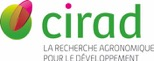 cirad
LA RECHERCHE AGRONOMIQUE
POUR LE DÉVELOPPEMENT